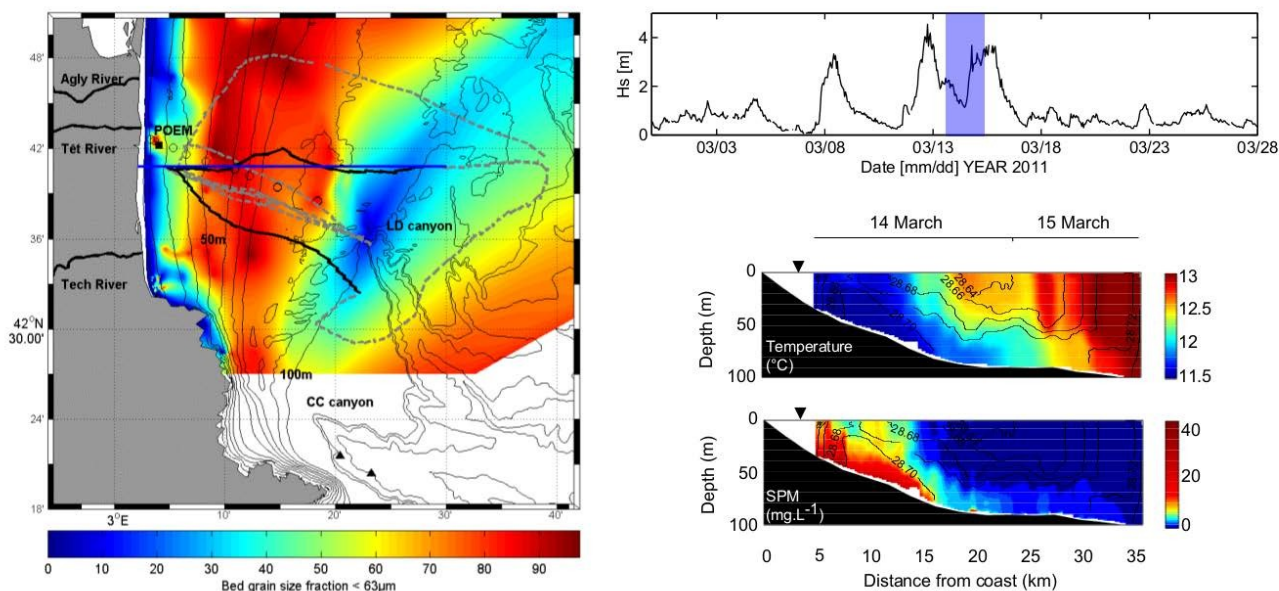 48'
Agly River
POEM
Têt River
42'
LD canyon
36'
50m
Tech River
42°N
30.00'
100m
CC canyon
24'
18'
3°E
10'
20'
30'
40'
0 10 20 30 40 50 60 70 80 90
Bed grain size fraction < 63µm
Hs [m]
4
2
0
03/03 03/08 03/13 03/18 03/23 03/28
Date [mm/dd] YEAR 2011
14 March 15 March
Depth (m)
0
50
100
28.68
28.66
28.64
Temperature
(°C)
13
12.5
12
11.5
Depth (m)
0
50
100
28.68
28.68
28.70
SPM
(mg.L-1)
40
20
10
0
0 5 10 15 20 25 30 35
Distance from coast (km)